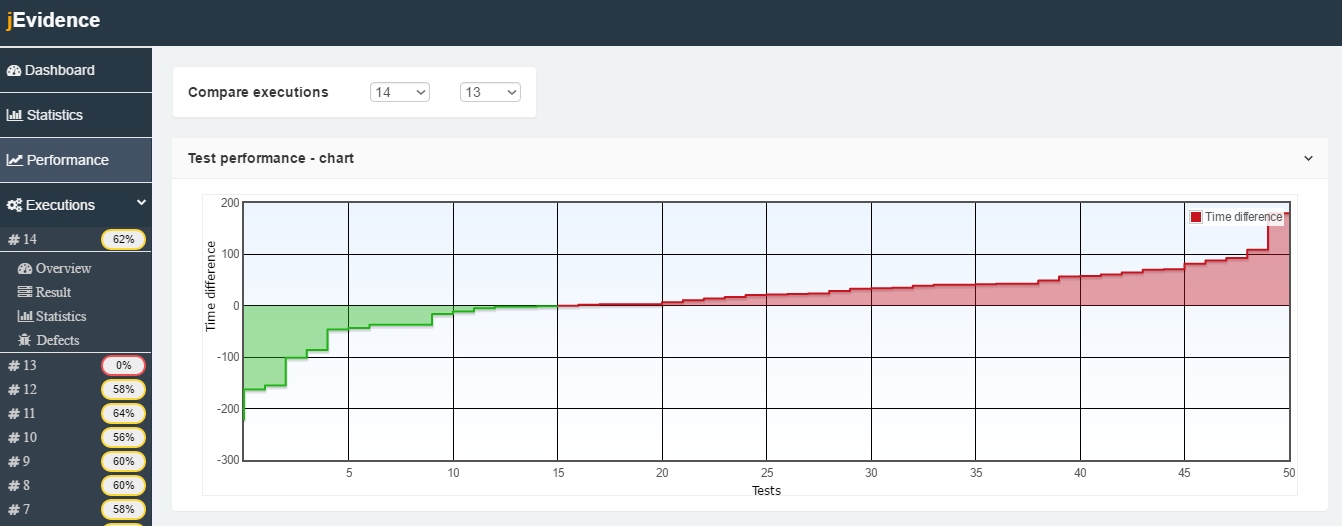 jEvidence
Dashboard
Statistics
Performance
Executions
# 14 62%
Overview
Result
Statistics
Defects
# 13 0%
# 12 58%
# 11 64%
# 10 56%
# 9 60%
# 8 60%
# 7 58%
Compare executions 14 13
Test performance - chart
Time difference
200
100
0
-100
-200
-300
Time difference
5 10 15 20 25 30 35 40 45 50
Tests